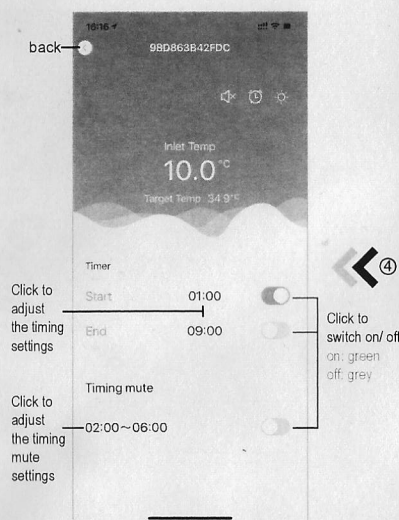 16:16
back
9BD863B42FDC
Inlet Temp
10.0°C
Target Temp 34.9°F
④
Timer
Click to
adjust
the timing
settings
Start 01:00
End 09:00
Click to
switch on/ off
on: green
off: grey
Timing mute
Click to
adjust
the timing
mute
settings
02:00～06:00